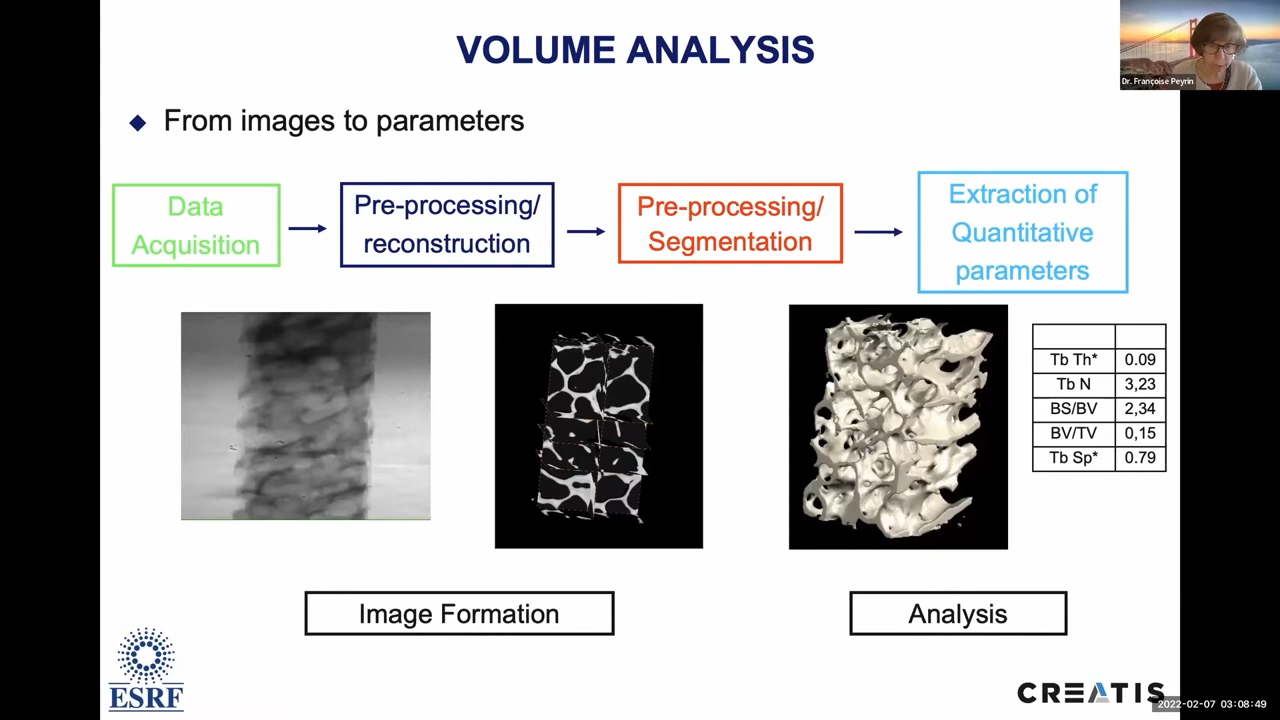 VOLUME ANALYSIS
Dr. Françoise Peyrin
◆ From images to parameters
Data
Acquisition
Pre-processing/
reconstruction
Pre-processing/
Segmentation
Extraction of
Quantitative
parameters
Tb Th* 0.09
Tb N 3,23
BS/BV 2,34
BV/TV 0,15
Tb Sp* 0.79
Image Formation
Analysis
ESRF
CREATIS
2022-02-07 03:08:49